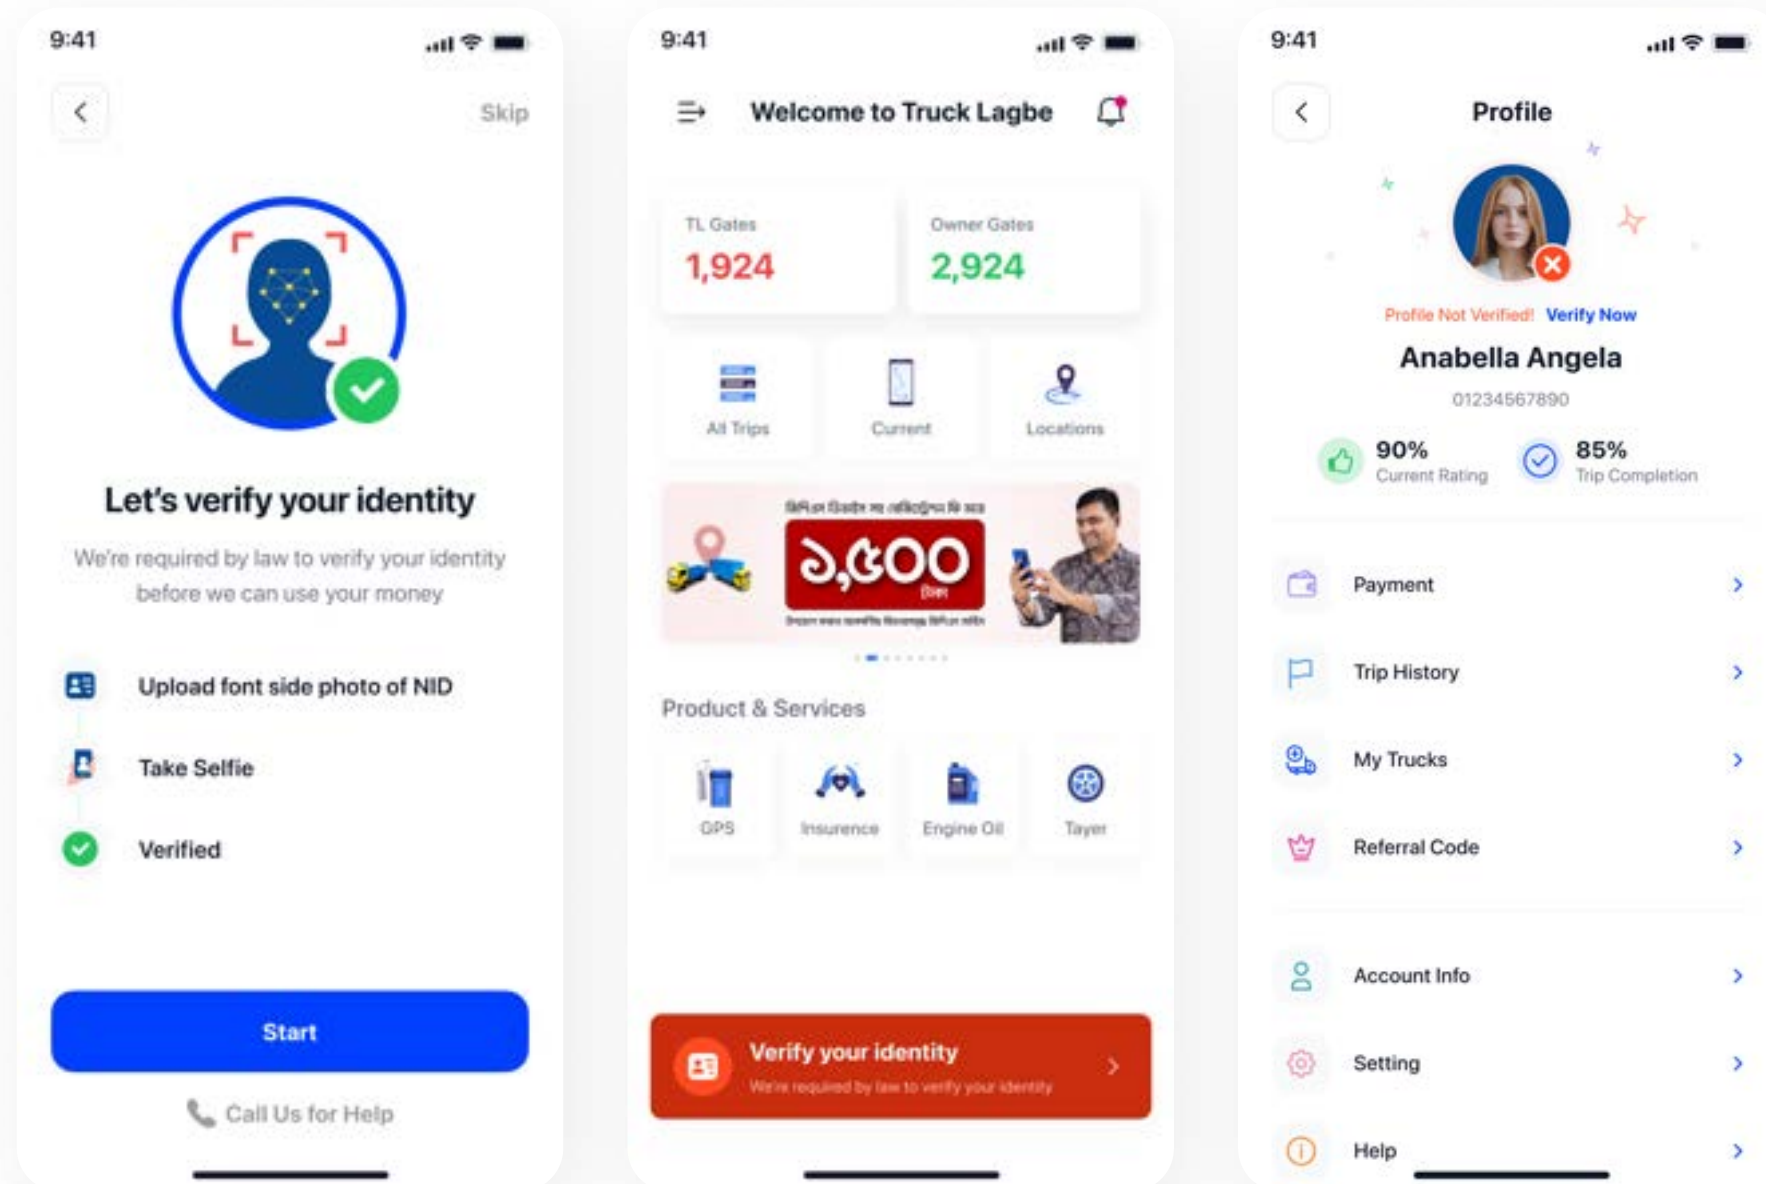 9:41
Skip
Let's verify your identity
We're required by law to verify your identity
before we can use your money
Upload font side photo of NID
Take Selfie
Verified
Start
Call Us for Help
9:41
Welcome to Truck Lagbe
TL Gates
1,924
Owner Gates
2,924
All Trips
Current
Locations
জিপিএস ডিভাইস সহ রেজিস্ট্রেশন ফি মাত্র
১,৫০০
টাকা
Product & Services
GPS
Insurence
Engine Oil
Tayer
Verify your identity
We're required by law to verify your identity
9:41
Profile
Profile Not Verified! Verify Now
Anabella Angela
01234567890
90%
Current Rating
85%
Trip Completion
Payment
Trip History
My Trucks
Referral Code
Account Info
Setting
Help